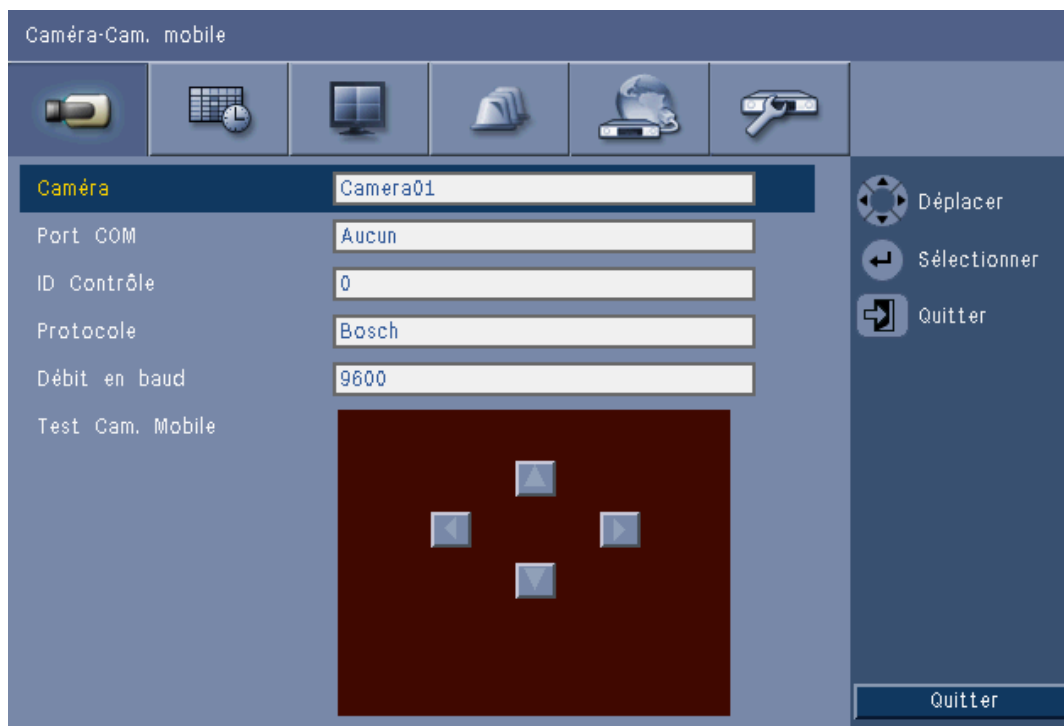 Caméra-Cam. mobile
Caméra
Camera01
Port COM
Aucun
ID Contrôle
0
Protocole
Bosch
Débit en baud
9600
Test Cam. Mobile
Déplacer
Sélectionner
Quitter
Quitter